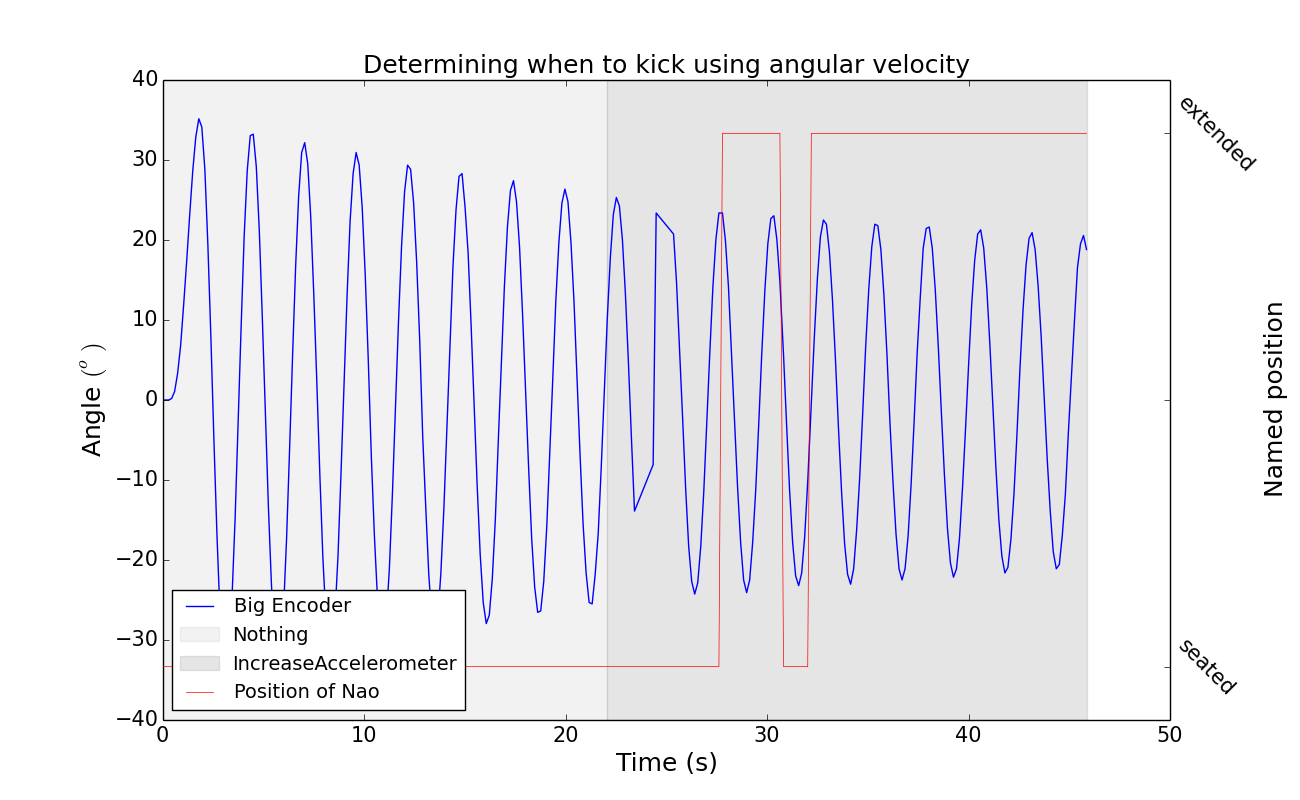 Determining when to kick using angular velocity
40
30
20
10
0
−10
−20
−30
−40
Angle (°)
extended
seated
Named position
Big Encoder
Nothing
IncreaseAccelerometer
Position of Nao
0 10 20 30 40 50
Time (s)